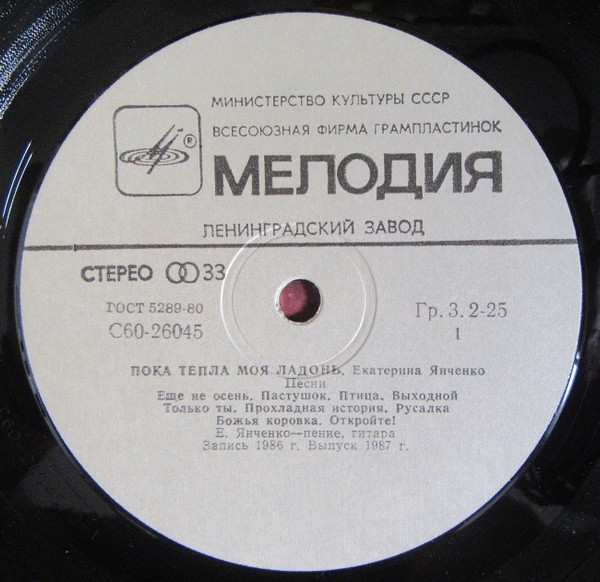 МИНИСТЕРСТВО КУЛЬТУРЫ СССР
ВСЕСОЮЗНАЯ ФИРМА ГРАМПЛАСТИНОК
®
МЕЛОДИЯ
ЛЕНИНГРАДСКИЙ ЗАВОД
СТЕРЕО 33
ГОСТ 5289-80
С60-26045
Гр. 3. 2-25
1
ПОКА ТЕПЛА МОЯ ЛАДОНЬ. Екатерина Янченко
Песни
Еще не осень. Пастушок. Птица. Выходной
Только ты. Прохладная история. Русалка
Божья коровка. Откройте!
Е. Янченко—пение, гитара
Запись 1986 г. Выпуск 1987 г.